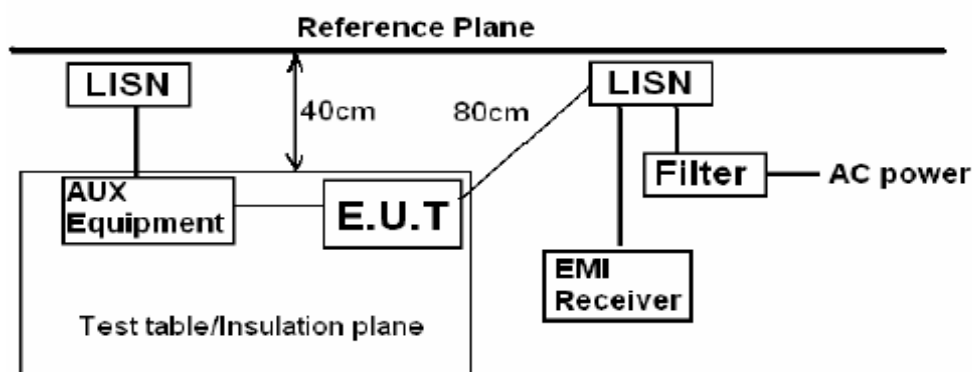 Reference Plane
LISN
40cm
80cm
LISN
Filter
AC power
AUX
Equipment
E.U.T
EMI
Receiver
Test table/Insulation plane